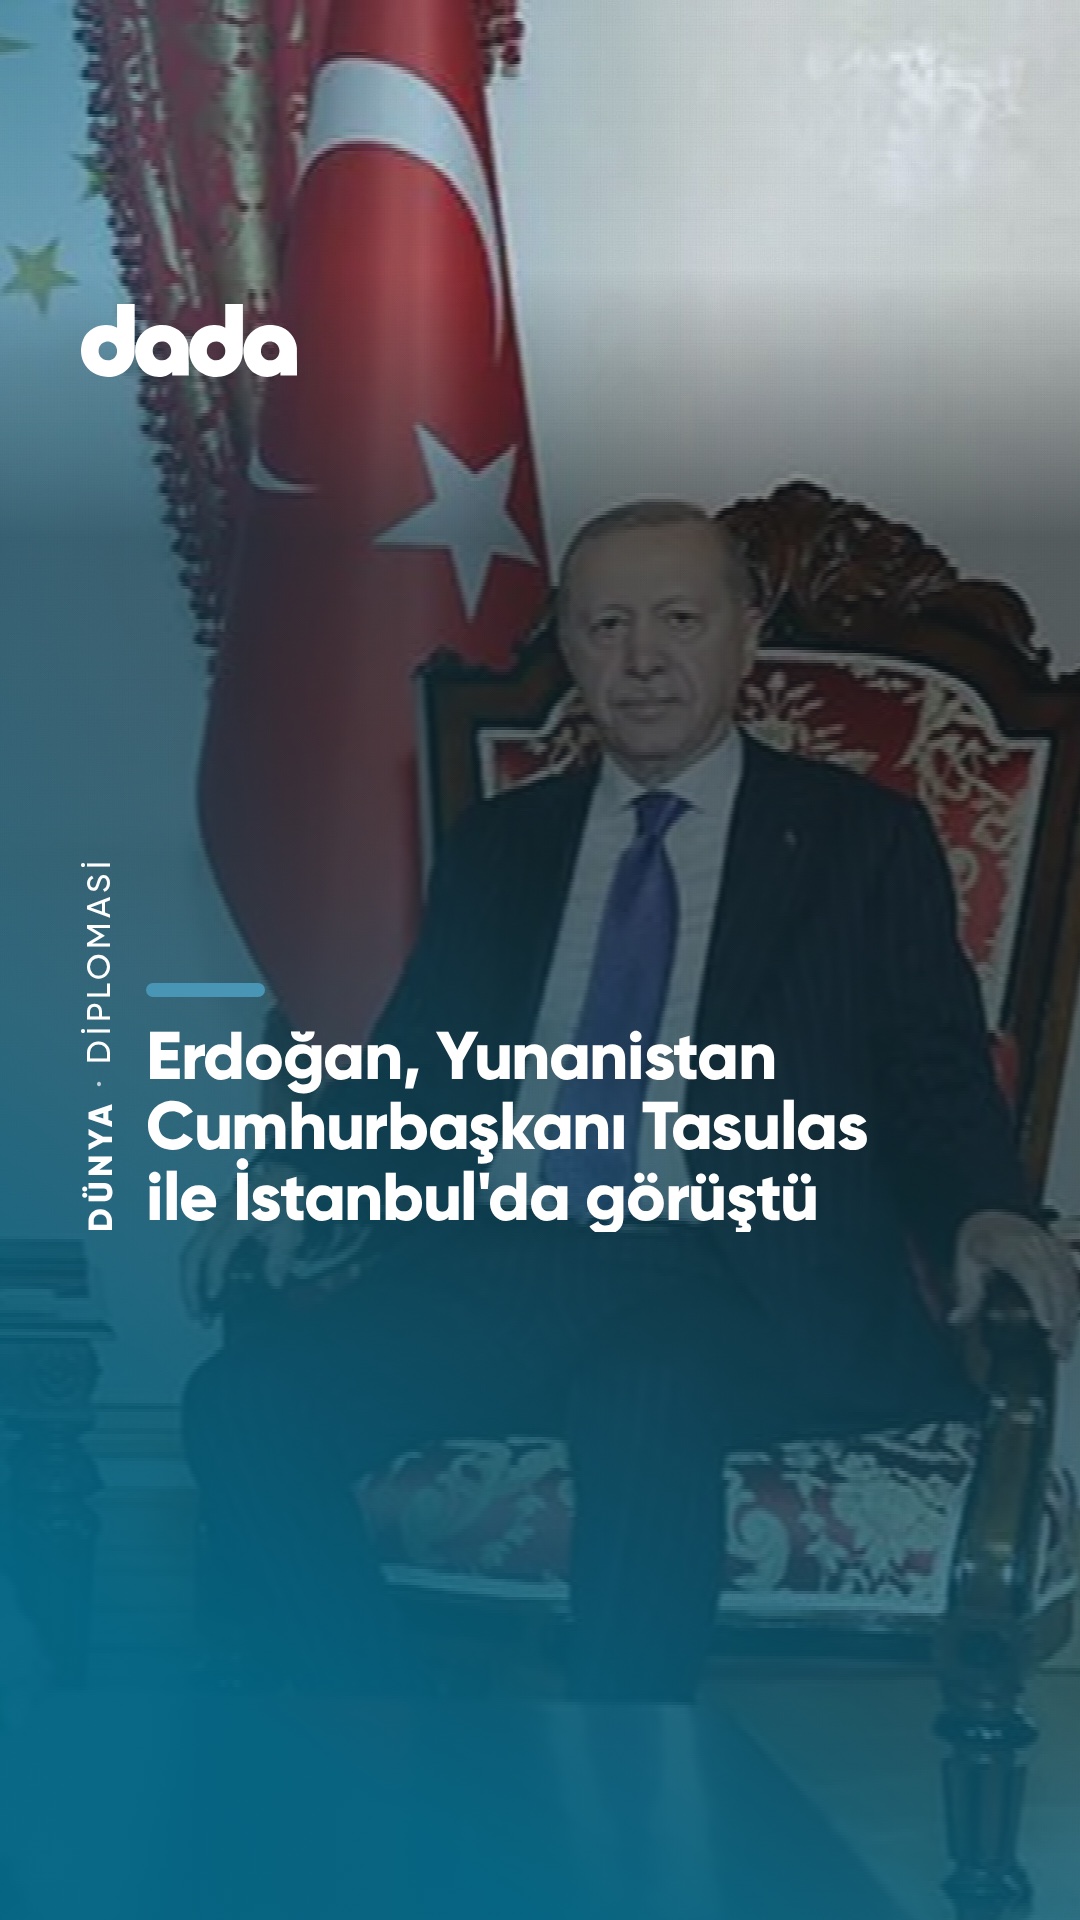 dada
DÜNYA · DİPLOMASİ
Erdoğan, Yunanistan
Cumhurbaşkanı Tasulas
ile İstanbul'da görüştü